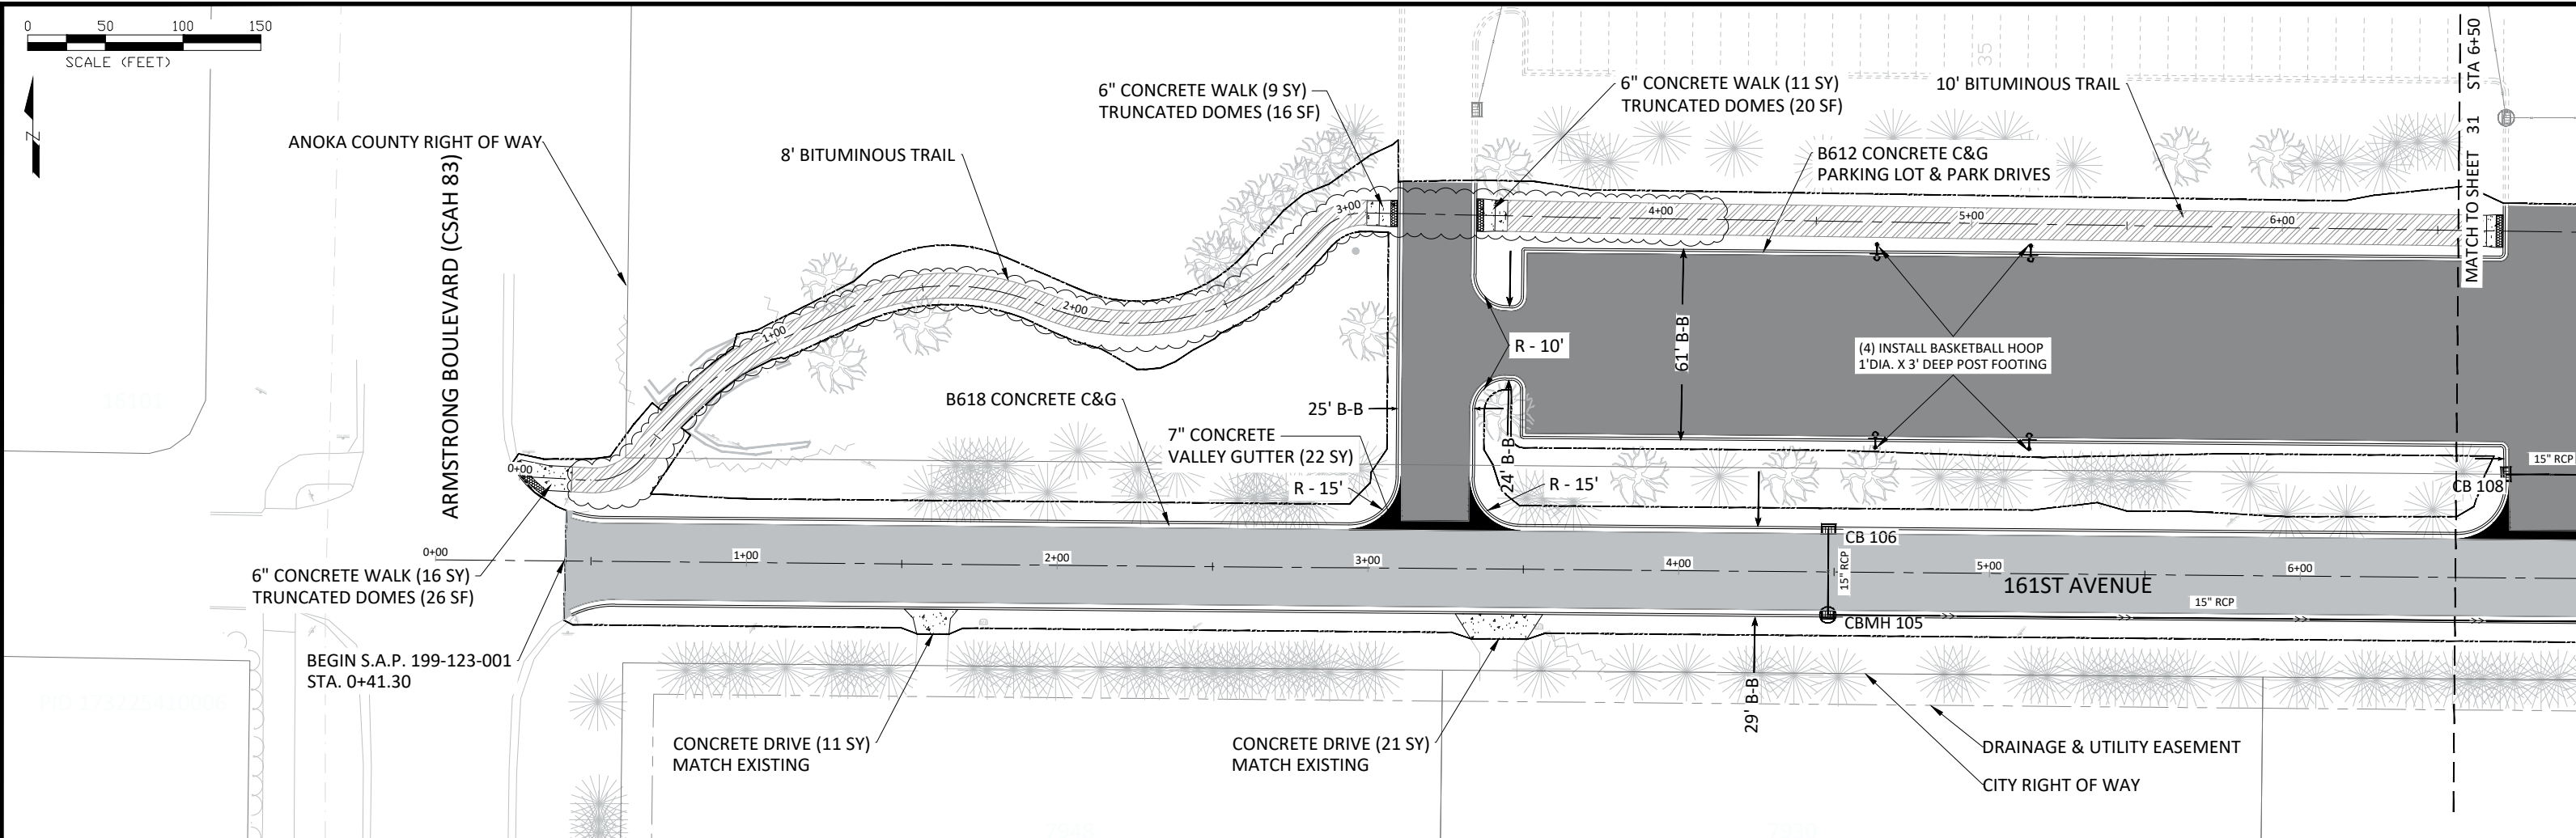 0 50 100 150
SCALE (FEET)
N
ANOKA COUNTY RIGHT OF WAY
ARMSTRONG BOULEVARD (CSAH 83)
8' BITUMINOUS TRAIL
6" CONCRETE WALK (9 SY)
TRUNCATED DOMES (16 SF)
6" CONCRETE WALK (11 SY)
TRUNCATED DOMES (20 SF)
35
10' BITUMINOUS TRAIL
B612 CONCRETE C&G
PARKING LOT & PARK DRIVES
MATCH TO SHEET 31 STA 6+50
0+00
1+00
2+00
3+00
4+00
5+00
6+00
R - 10'
61' B-B
(4) INSTALL BASKETBALL HOOP
1'DIA. X 3' DEEP POST FOOTING
B618 CONCRETE C&G
25' B-B
7" CONCRETE
VALLEY GUTTER (22 SY)
R - 15'
24' B-B
R - 15'
15" RCP
CB 108
0+00
1+00
2+00
3+00
4+00
5+00
6+00
CB 106
15" RCP
161ST AVENUE
15" RCP
CBMH 105
6" CONCRETE WALK (16 SY)
TRUNCATED DOMES (26 SF)
BEGIN S.A.P. 199-123-001
STA. 0+41.30
29' B-B
CONCRETE DRIVE (11 SY)
MATCH EXISTING
CONCRETE DRIVE (21 SY)
MATCH EXISTING
DRAINAGE & UTILITY EASEMENT
CITY RIGHT OF WAY